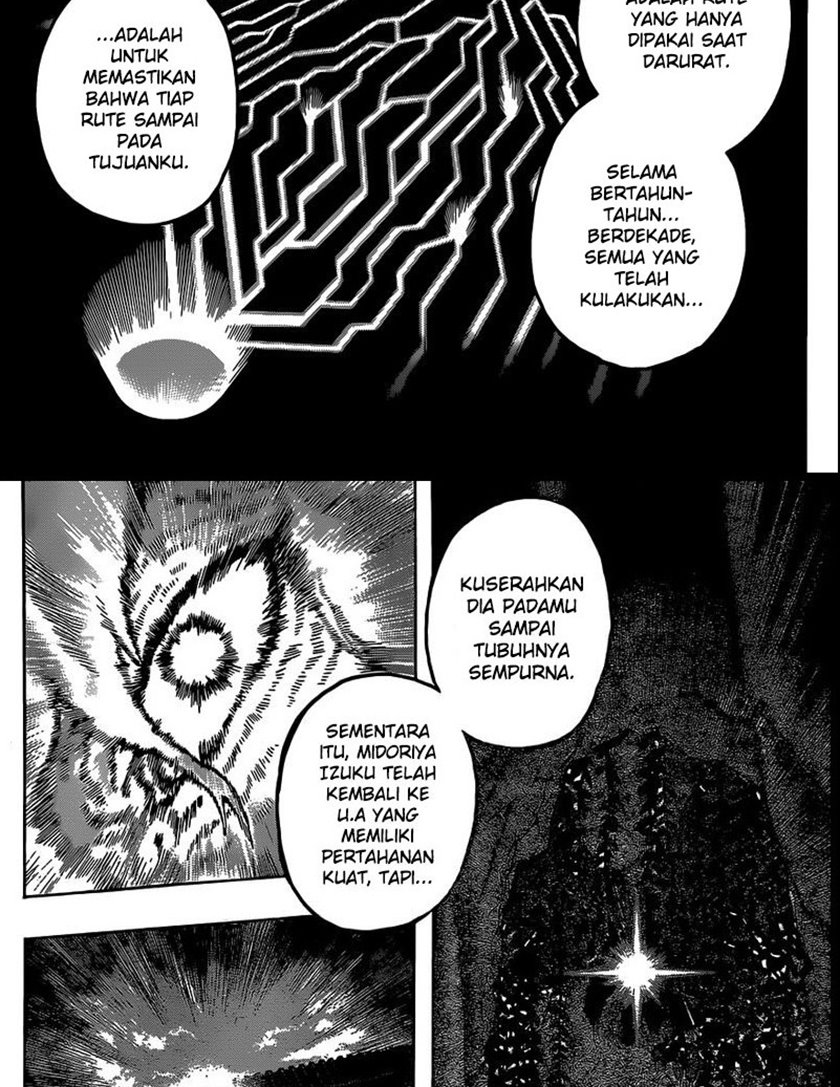 ADALAH RUTE
YANG HANYA
DIPAKAI SAAT
DARURAT.
SELAMA
BERTAHUN-
TAHUN...
BERDEKADE,
SEMUA YANG
TELAH
KULAKUKAN...
...ADALAH
UNTUK
MEMASTIKAN
BAHWA TIAP
RUTE SAMPAI
PADA
TUJUANKU.
KUSERAHKAN
DIA PADAMU
SAMPAI
TUBUHNYA
SEMPURNA.
SEMENTARA
ITU, MIDORIYA
IZUKU TELAH
KEMBALI KE
U.A YANG
MEMILIKI
PERTAHANAN
KUAT, TAPI...